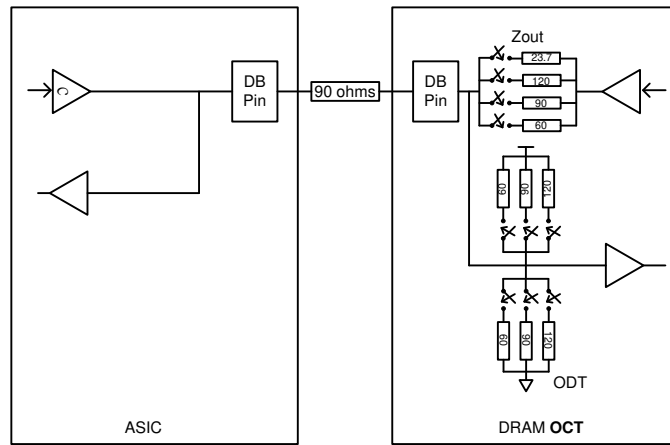 Zout
23.7
120
90
60
C
DB
Pin
90 ohms
DB
Pin
60
90
120
60
90
120
ODT
ASIC
DRAM OCT